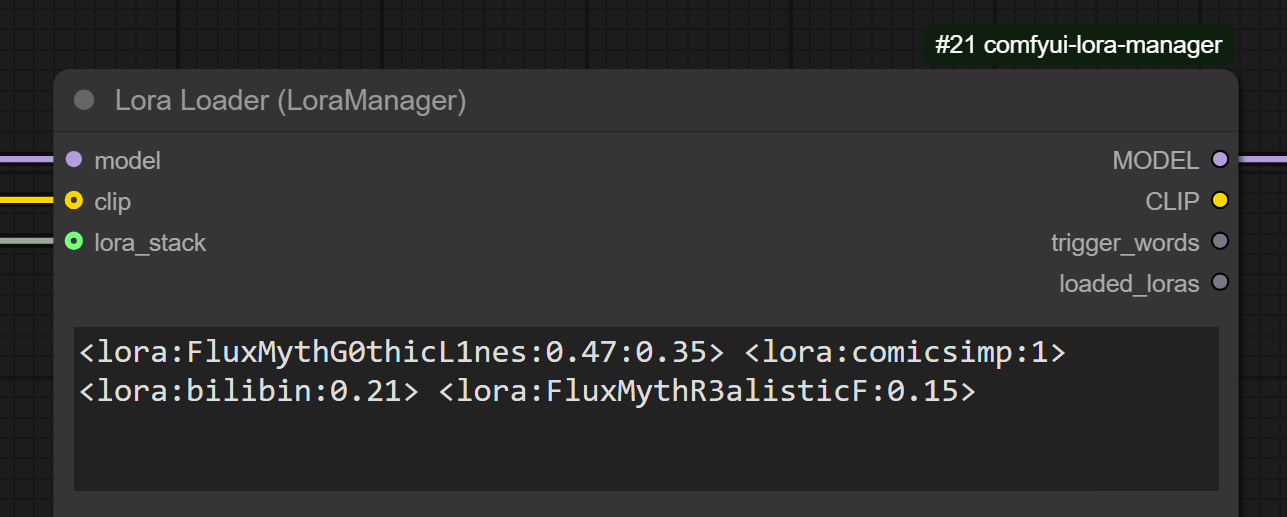 #21 comfyui-lora-manager
Lora Loader (LoraManager)
model
MODEL
clip
CLIP
lora_stack
trigger_words
loaded_loras
<lora:FluxMythG0thicL1nes:0.47:0.35> <lora:comicsimp:1>
<lora:bilibin:0.21> <lora:FluxMythR3alisticF:0.15>